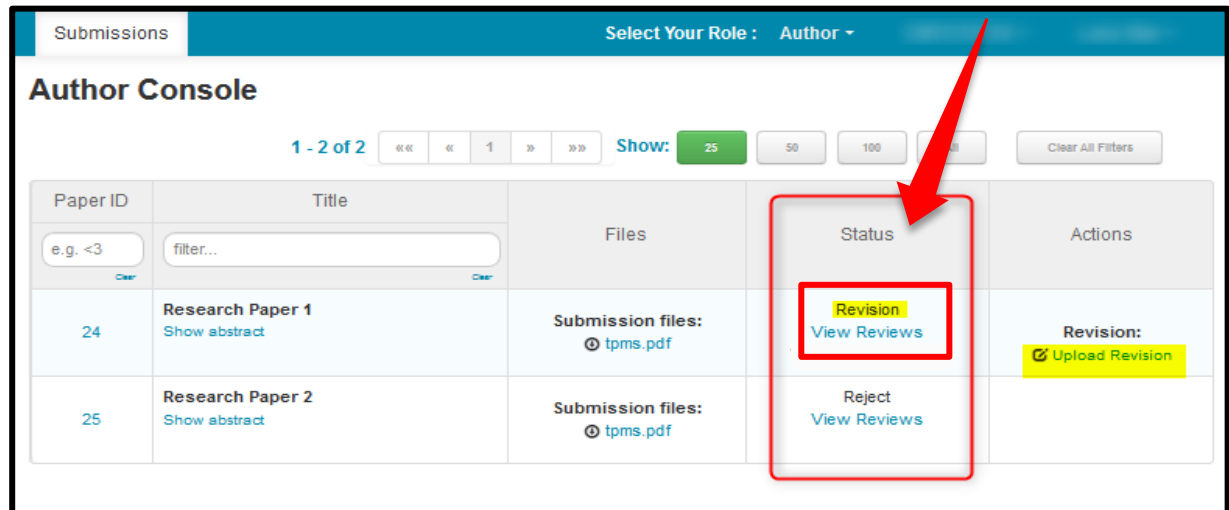 Submissions
Select Your Role : Author
Author Console
1 - 2 of 2 «« « 1 » »» Show: 25 50 100 Clear All Filters
Paper ID Title Files Status Actions
e.g. <3 filter...
Clear Clear
Research Paper 1
24 Show abstract
Submission files:
tpms.pdf
Revision
View Reviews
Revision:
Upload Revision
Research Paper 2
25 Show abstract
Submission files:
tpms.pdf
Reject
View Reviews